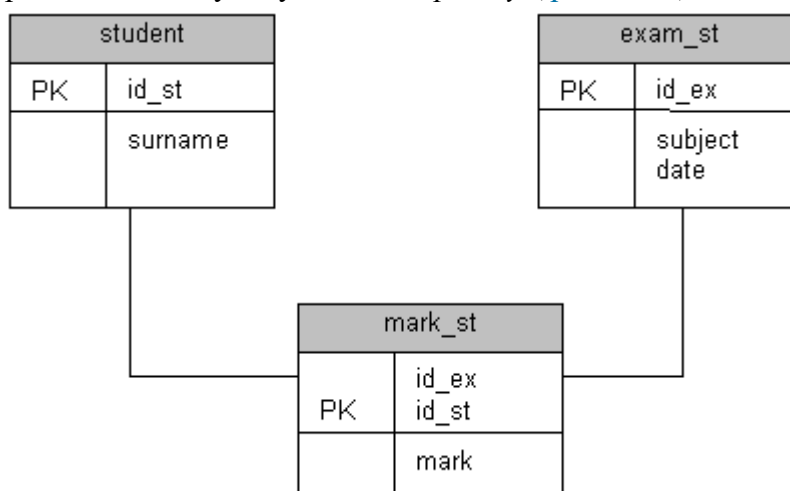 student
PK id_st
surname
exam_st
PK id_ex
subject
date
mark_st
id_ex
PK id_st
mark